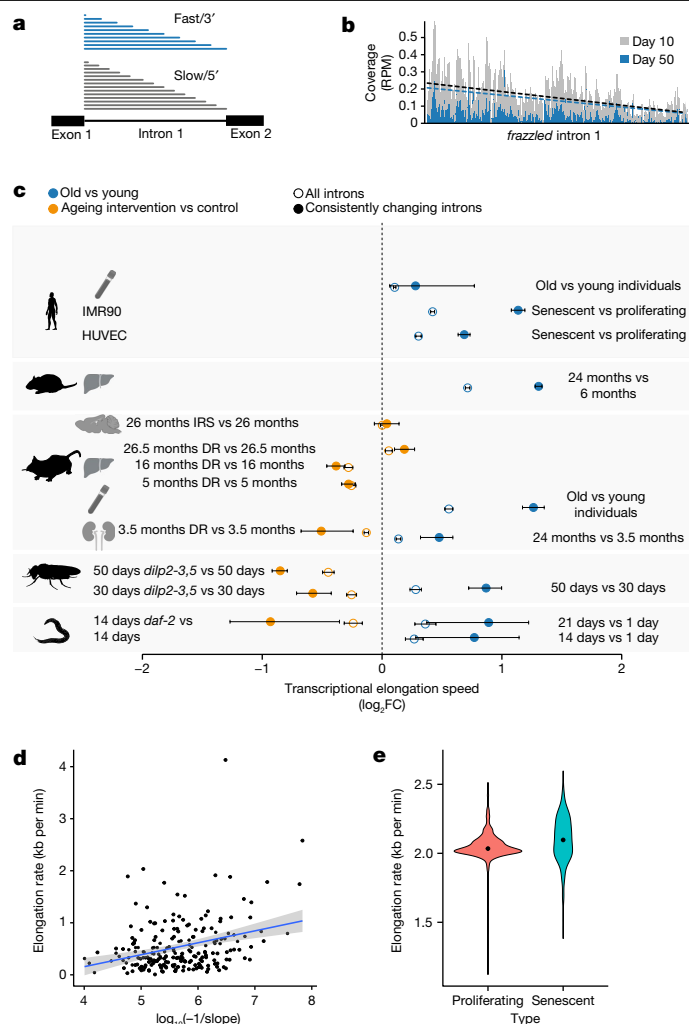 a
Fast/3′
Slow/5′
Exon 1
Intron 1
Exon 2
b
Coverage
(RPM)
0.5
0.4
0.3
0.2
0.1
0
Day 10
Day 50
frazzled intron 1
c
Old vs young
Ageing intervention vs control
All introns
Consistently changing introns
Old vs young individuals
IMR90
Senescent vs proliferating
HUVEC
Senescent vs proliferating
24 months vs
6 months
26 months IRS vs 26 months
26.5 months DR vs 26.5 months
16 months DR vs 16 months
5 months DR vs 5 months
Old vs young
individuals
3.5 months DR vs 3.5 months
24 months vs 3.5 months
50 days dilp2-3,5 vs 50 days
30 days dilp2-3,5 vs 30 days
50 days vs 30 days
14 days daf-2 vs
14 days
21 days vs 1 day
14 days vs 1 day
−2
−1
0
1
2
Transcriptional elongation speed
(log2FC)
d
Elongation rate (kb per min)
4
3
2
1
0
4
5
6
7
8
log10(−1/slope)
e
Elongation rate (kb per min)
2.5
2.0
1.5
Proliferating
Senescent
Type